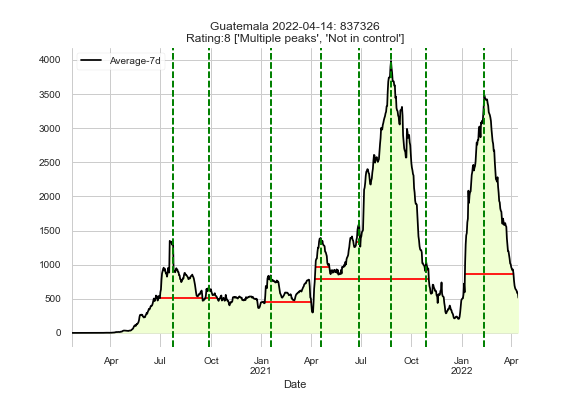 Guatemala 2022-04-14: 837326
Rating:8 ['Multiple peaks', 'Not in control']
Average-7d
4000
3500
3000
2500
2000
1500
1000
500
0
Apr Jul Oct Jan Apr Jul Oct Jan Apr
2021 2022
Date